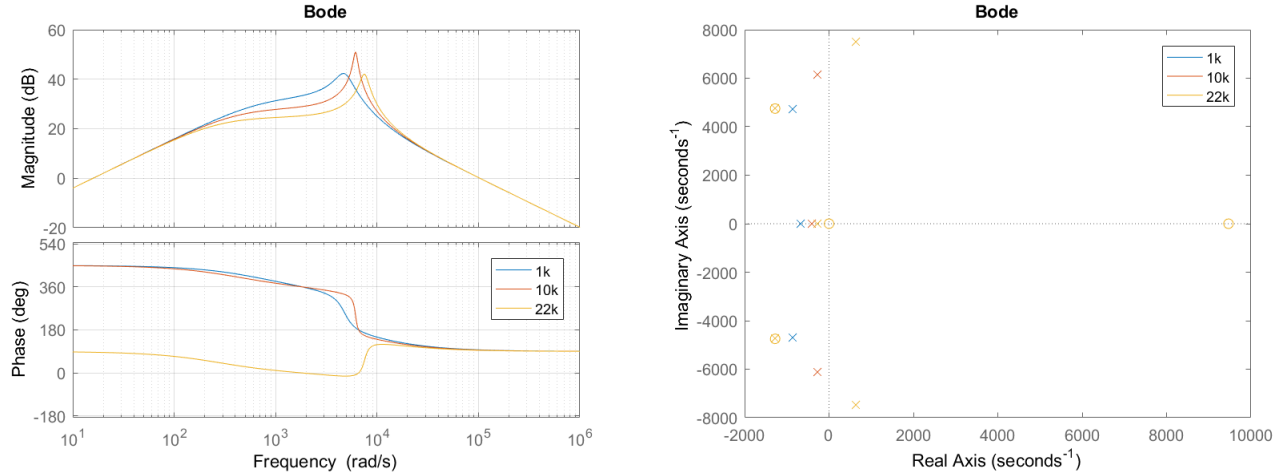 Bode
Magnitude (dB)
60
40
20
0
-20
1k
10k
22k
Phase (deg)
540
360
180
0
-180
1k
10k
22k
10^1
10^2
10^3
10^4
10^5
10^6
Frequency (rad/s)
Bode
Imaginary Axis (seconds^-1)
8000
6000
4000
2000
0
-2000
-4000
-6000
-8000
1k
10k
22k
-2000
0
2000
4000
6000
8000
10000
Real Axis (seconds^-1)